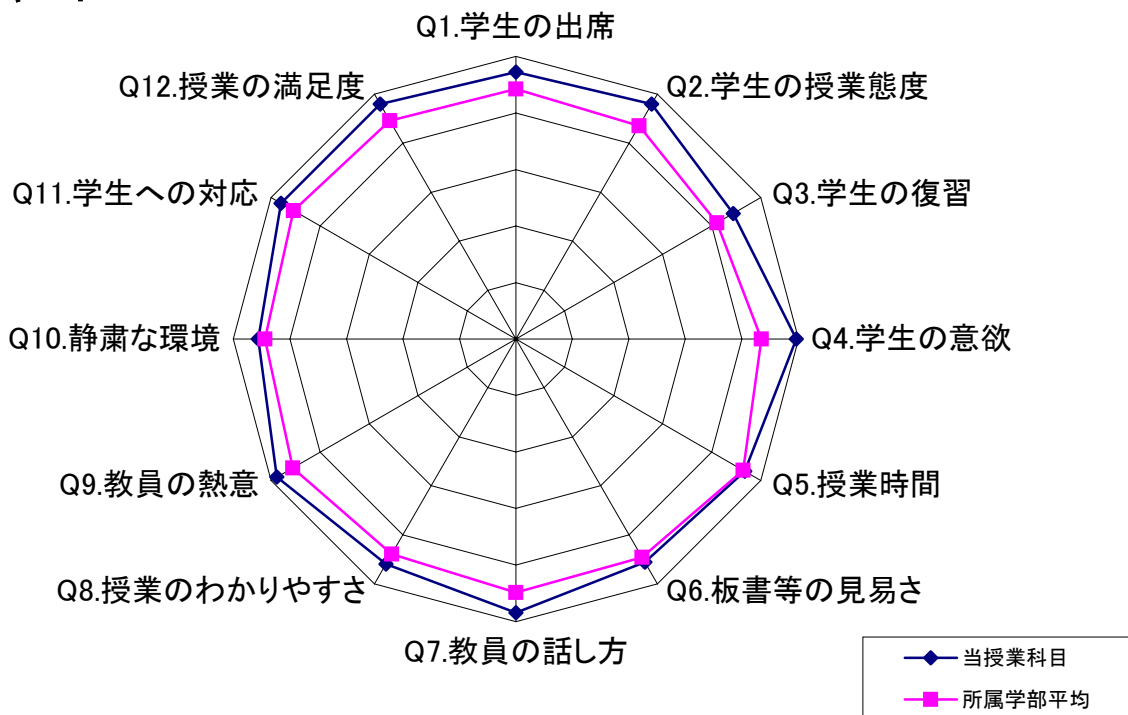 Q1.学生の出席
Q2.学生の授業態度
Q3.学生の復習
Q4.学生の意欲
Q5.授業時間
Q6.板書等の見易さ
Q7.教員の話し方
Q8.授業のわかりやすさ
Q9.教員の熱意
Q10.静粛な環境
Q11.学生への対応
Q12.授業の満足度
当授業科目
所属学部平均